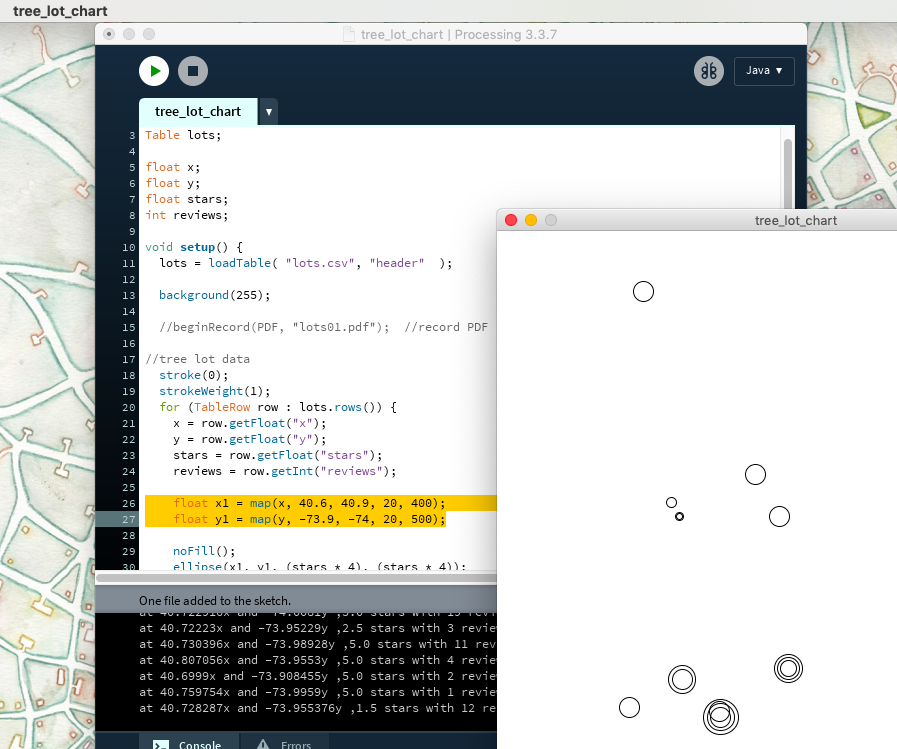 tree_lot_chart
tree_lot_chart | Processing 3.3.7
Java ▼
tree_lot_chart ▼
3 Table lots;
4
5 float x;
6 float y;
7 float stars;
8 int reviews;
9
10 void setup() {
11 lots = loadTable( "lots.csv", "header"  );
12
13 background(255);
14
15 //beginRecord(PDF, "lots01.pdf");  //record PDF
16
17 //tree lot data
18 stroke(0);
19 strokeWeight(1);
20 for (TableRow row : lots.rows()) {
21 x = row.getFloat("x");
22 y = row.getFloat("y");
23 stars = row.getFloat("stars");
24 reviews = row.getInt("reviews");
25
26 float x1 = map(x, 40.6, 40.9, 20, 400);
27 float y1 = map(y, -73.9, -74, 20, 500);
28
29 noFill();
30 ellipse(x1, y1, (stars * 4), (stars * 4));
tree_lot_chart
One file added to the sketch.
at 40.72223x and -73.95229y ,2.5 stars with 3 revie
at 40.730396x and -73.98928y ,5.0 stars with 11 rev
at 40.807056x and -73.9553y ,5.0 stars with 4 revie
at 40.6999x and -73.908455y ,5.0 stars with 2 revie
at 40.759754x and -73.9959y ,5.0 stars with 1 revie
at 40.728287x and -73.955376y ,1.5 stars with 12 re
Console
Errors